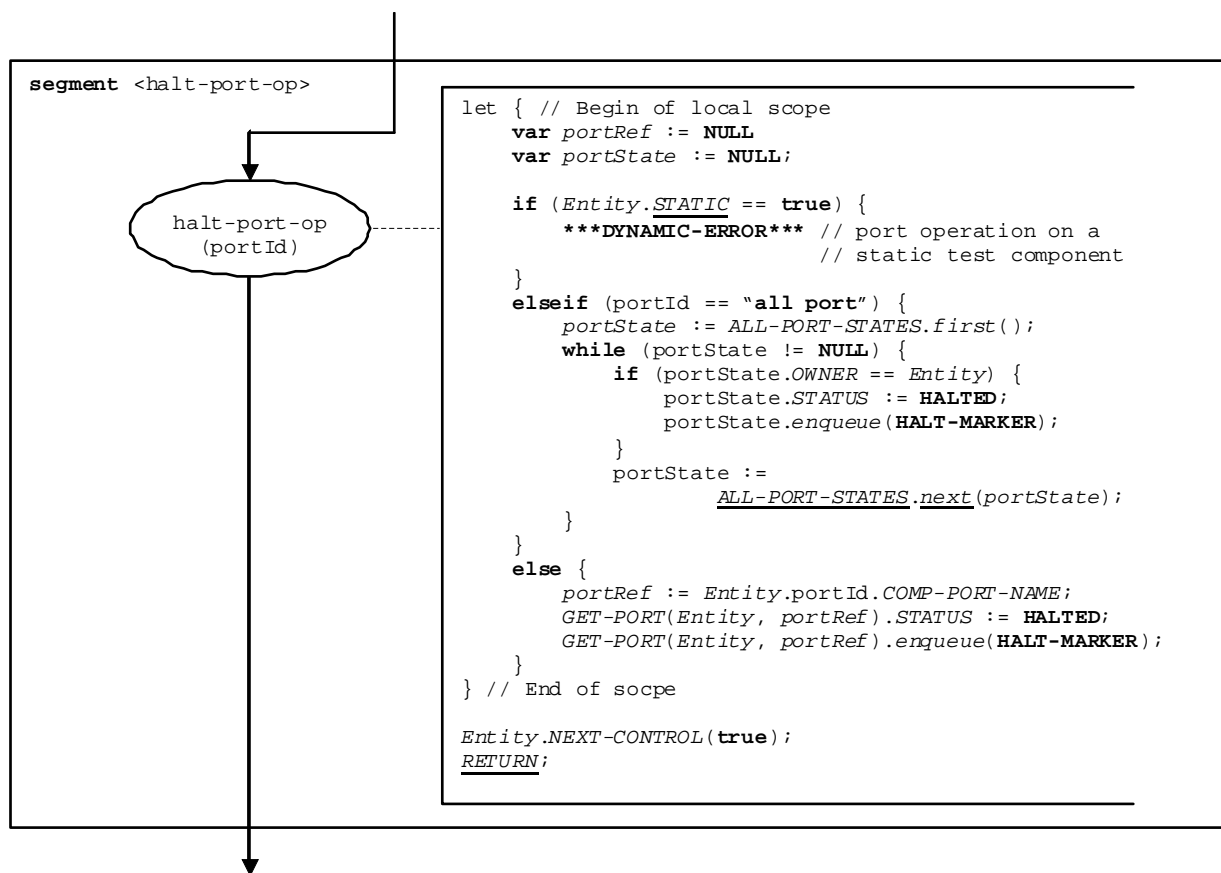 segment <halt-port-op>
halt-port-op
(portId)
let { // Begin of local scope
var portRef := NULL
var portState := NULL;
if (Entity.STATIC == true) {
***DYNAMIC-ERROR*** // port operation on a
// static test component
}
elseif (portId == “all port”) {
portState := ALL-PORT-STATES.first();
while (portState != NULL) {
if (portState.OWNER == Entity) {
portState.STATUS := HALTED;
portState.enqueue(HALT-MARKER);
}
portState :=
ALL-PORT-STATES.next(portState);
}
}
else {
portRef := Entity.portId.COMP-PORT-NAME;
GET-PORT(Entity, portRef).STATUS := HALTED;
GET-PORT(Entity, portRef).enqueue(HALT-MARKER);
}
} // End of socpe
Entity.NEXT-CONTROL(true);
RETURN;